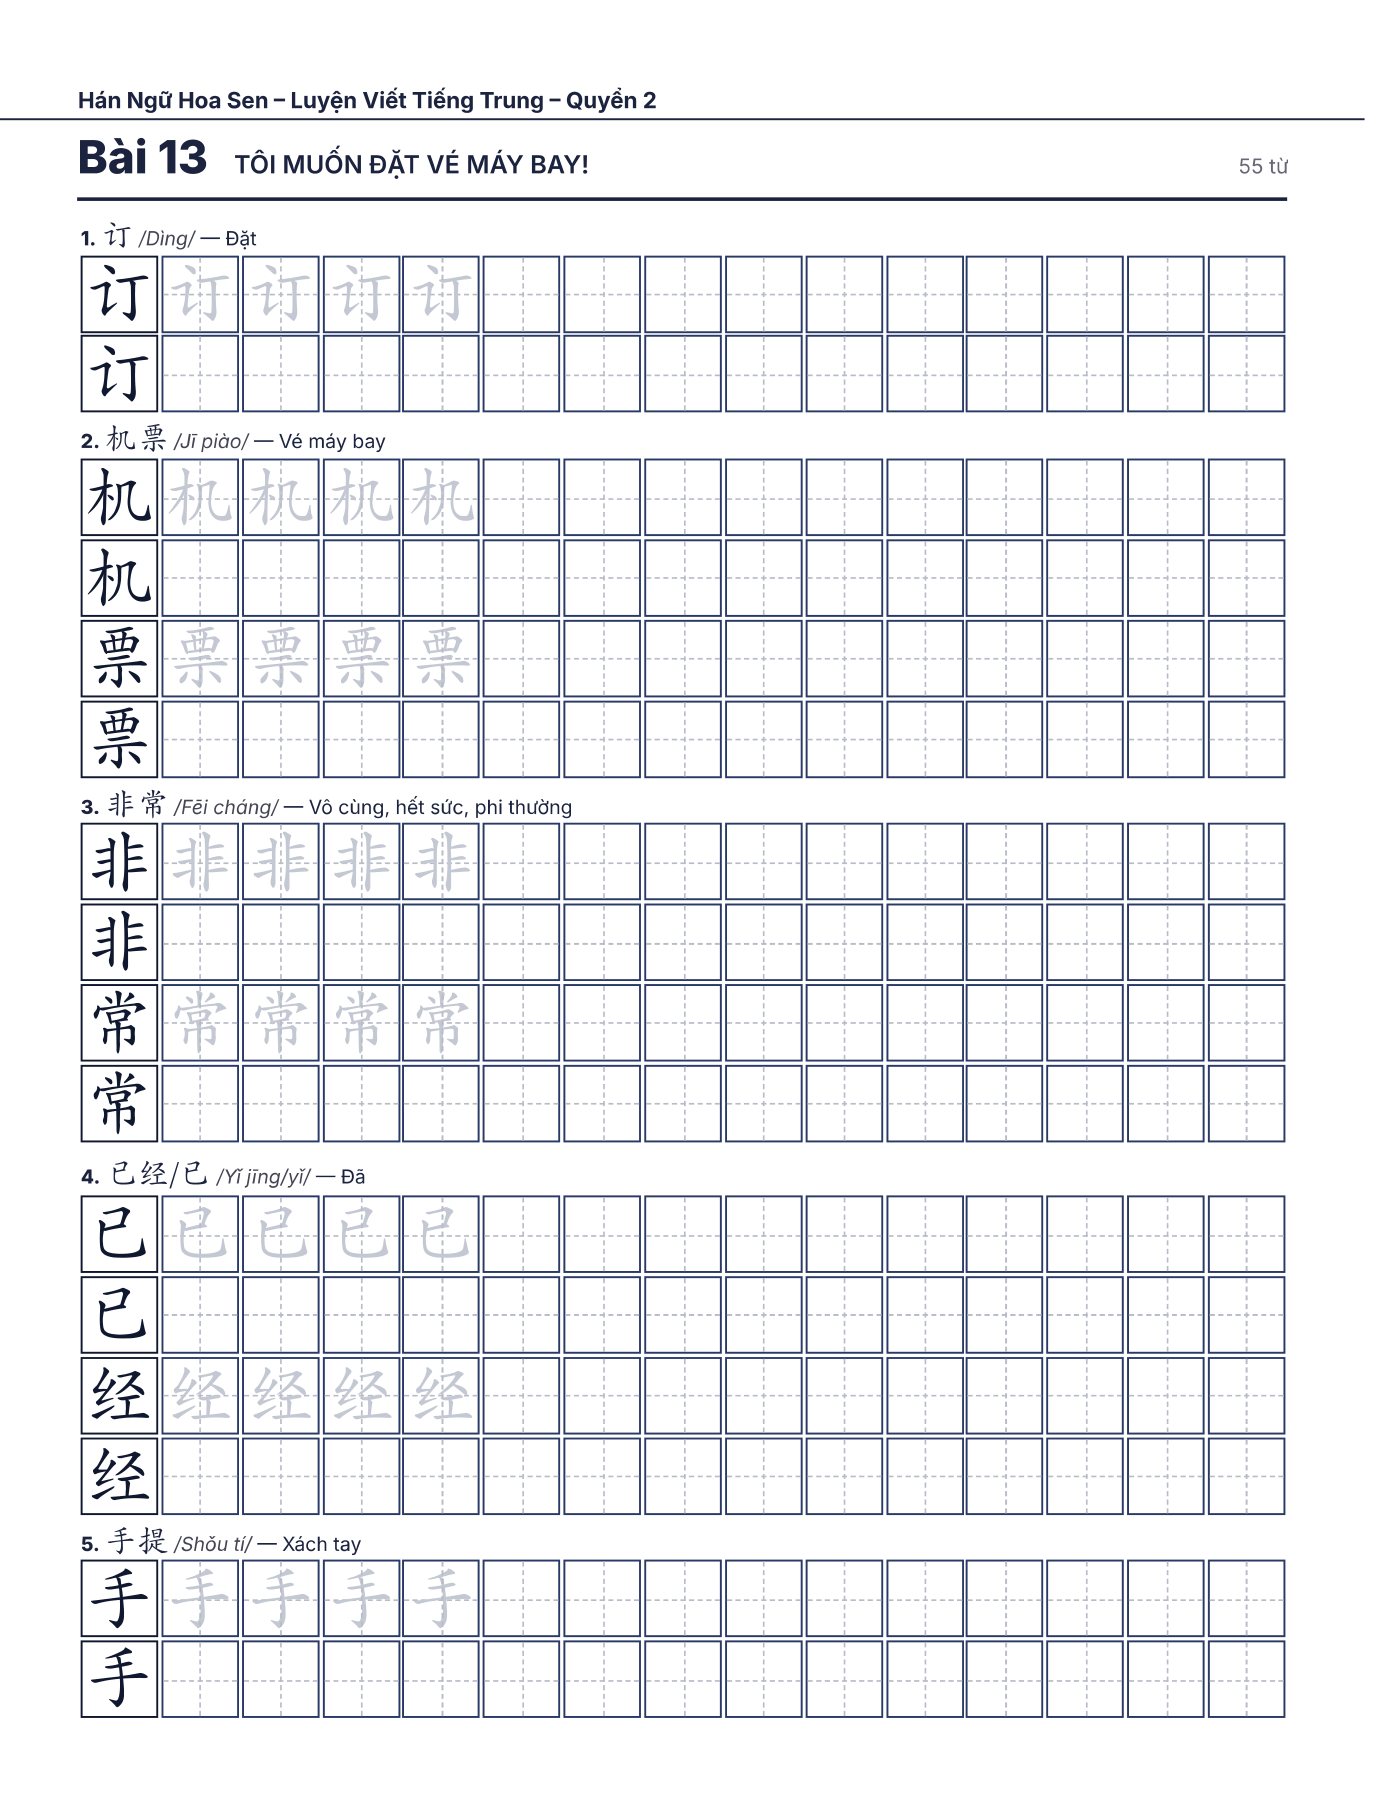 Hán Ngữ Hoa Sen – Luyện Viết Tiếng Trung – Quyển 2
Bài 13 TÔI MUỐN ĐẶT VÉ MÁY BAY! 55 từ
1. 订 /Dìng/ — Đặt
订 订 订 订 订
订
2. 机票 /Jī piào/ — Vé máy bay
机 机 机 机 机
机
票 票 票 票 票
票
3. 非常 /Fēi cháng/ — Vô cùng, hết sức, phi thường
非 非 非 非 非
非
常 常 常 常 常
常
4. 已经/已 /Yǐ jīng/yǐ/ — Đã
已 已 已 已 已
已
经 经 经 经 经
经
5. 手提 /Shǒu tí/ — Xách tay
手 手 手 手 手
手